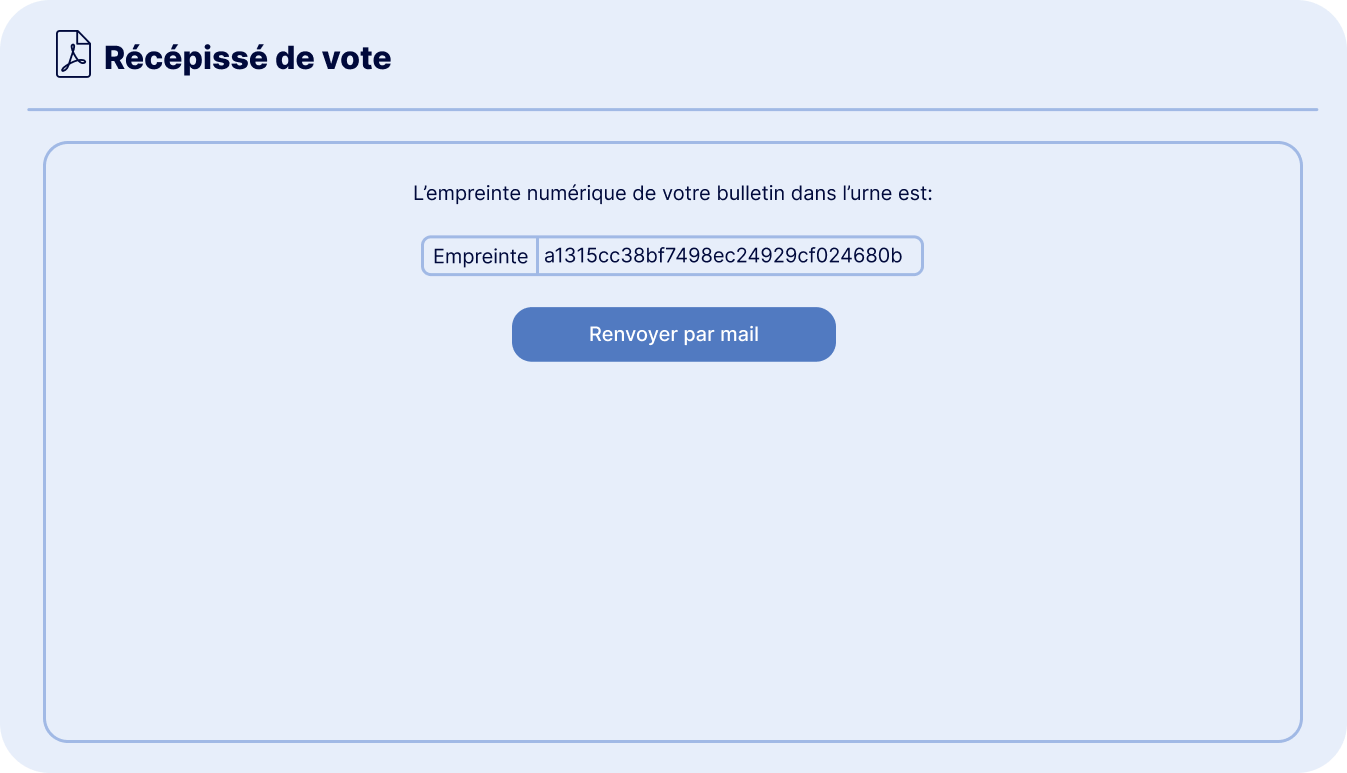 Récépissé de vote
L’empreinte numérique de votre bulletin dans l’urne est:
Empreinte a1315cc38bf7498ec24929cf024680b
Renvoyer par mail